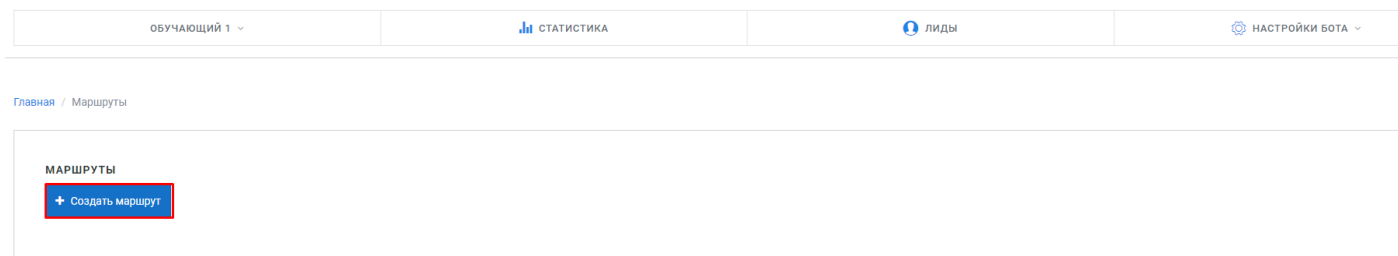 ОБУЧАЮЩИЙ 1
СТАТИСТИКА
ЛИДЫ
НАСТРОЙКИ БОТА
Главная / Маршруты
МАРШРУТЫ
+ Создать маршрут